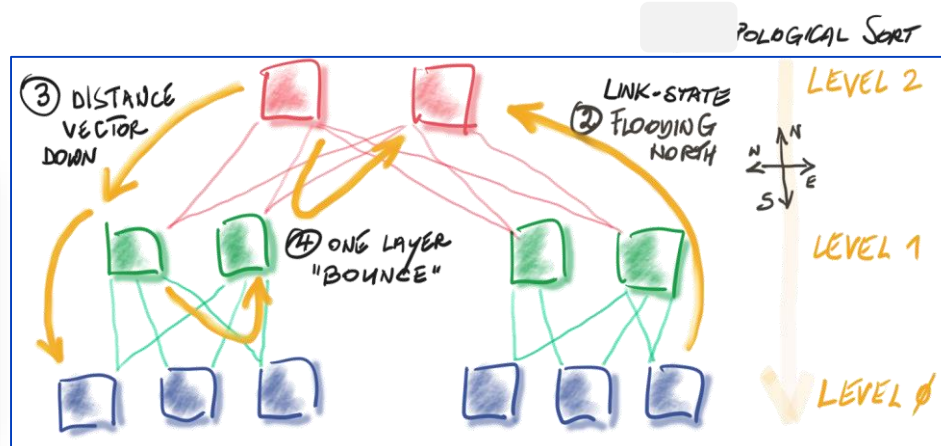 POLOGICAL SORT
③ DISTANCE
VECTOR
DOWN
LINK-STATE
② FLOODING
NORTH
LEVEL 2
N
W
E
S
④ ONE LAYER
"BOUNCE"
LEVEL 1
LEVEL Ø